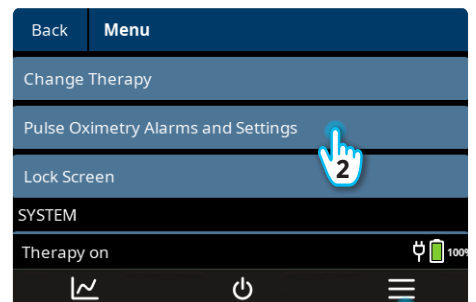 Back Menu
Change Therapy
Pulse Oximetry Alarms and Settings
2
Lock Screen
SYSTEM
Therapy on 100%